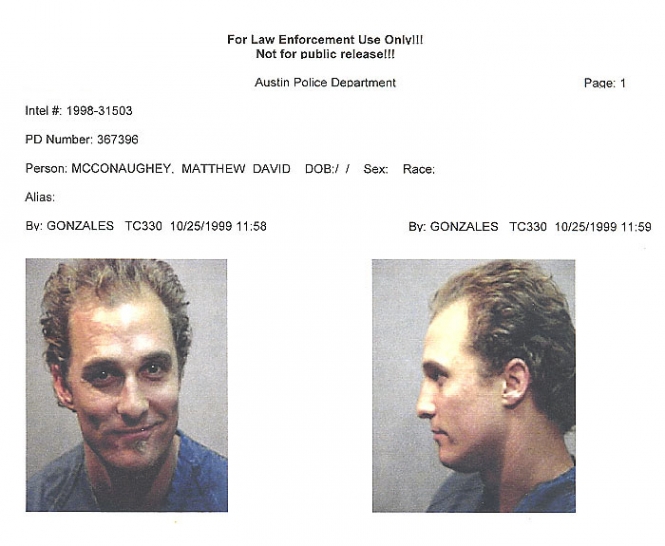 For Law Enforcement Use Only!!!
Not for public release!!!
Austin Police Department Page: 1
Intel #: 1998-31503
PD Number: 367396
Person: MCCONAUGHEY, MATTHEW DAVID DOB:/ / Sex: Race:
Alias:
By: GONZALES TC330 10/25/1999 11:58 By: GONZALES TC330 10/25/1999 11:59